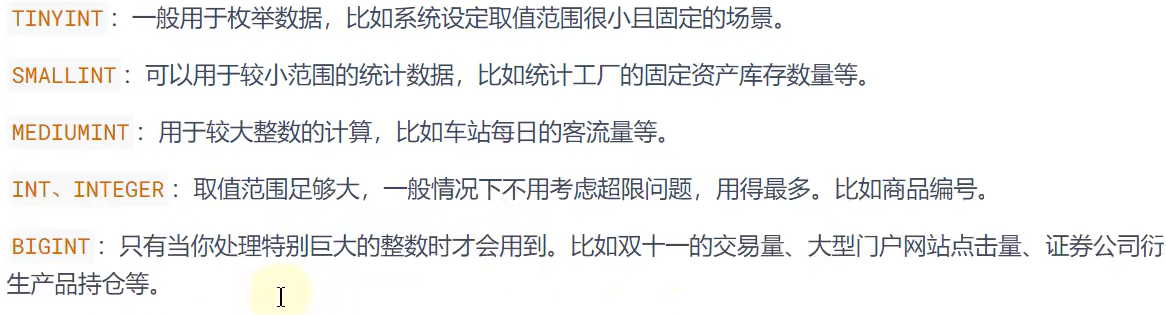 TINYINT：一般用于枚举数据，比如系统设定取值范围很小且固定的场景。
SMALLINT：可以用于较小范围的统计数据，比如统计工厂的固定资产库存数量等。
MEDIUMINT：用于较大整数的计算，比如车站每日的客流量等。
INT、INTEGER：取值范围足够大，一般情况下不用考虑超限问题，用得最多。比如商品编号。
BIGINT：只有当你处理特别巨大的整数时才会用到。比如双十一的交易量、大型门户网站点击量、证券公司衍
生产品持仓等。